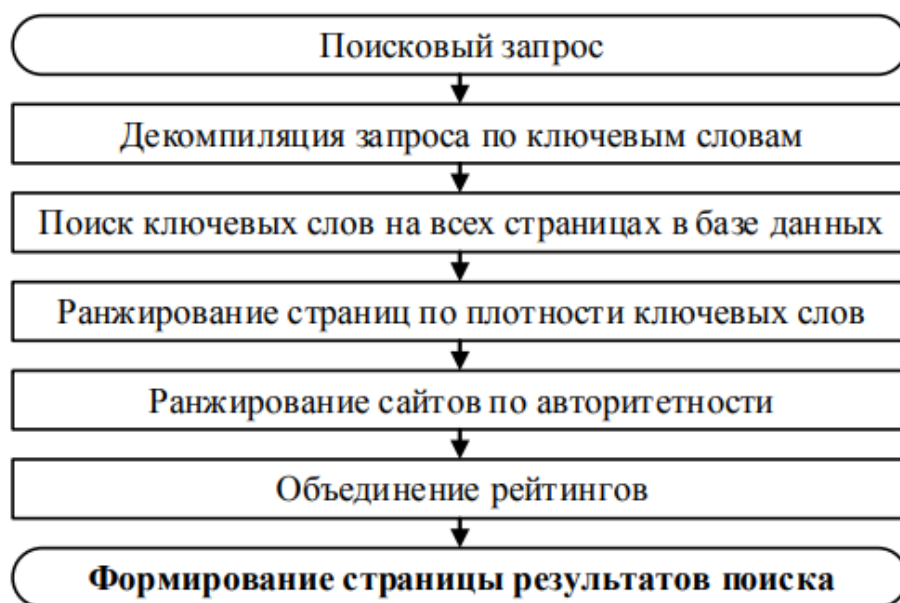 Поисковый запрос
Декомпиляция запроса по ключевым словам
Поиск ключевых слов на всех страницах в базе данных
Ранжирование страниц по плотности ключевых слов
Ранжирование сайтов по авторитетности
Объединение рейтингов
Формирование страницы результатов поиска